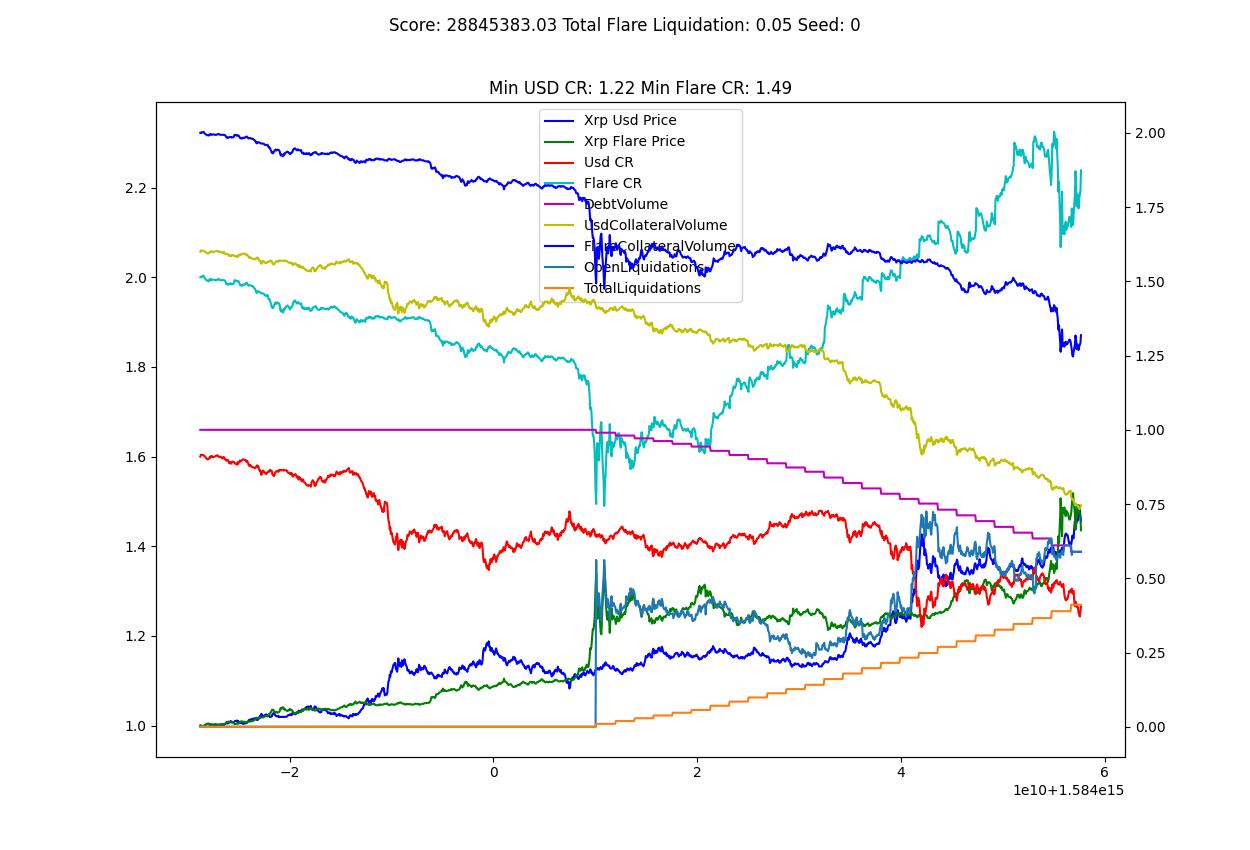 Score: 28845383.03 Total Flare Liquidation: 0.05 Seed: 0
Min USD CR: 1.22 Min Flare CR: 1.49
Xrp Usd Price
Xrp Flare Price
Usd CR
Flare CR
DebtVolume
UsdCollateralVolume
FlareCollateralVolume
OpenLiquidations
TotalLiquidations
2.2
2.0
1.8
1.6
1.4
1.2
1.0
2.00
1.75
1.50
1.25
1.00
0.75
0.50
0.25
0.00
−2 0 2 4 6
1e10+1.584e15